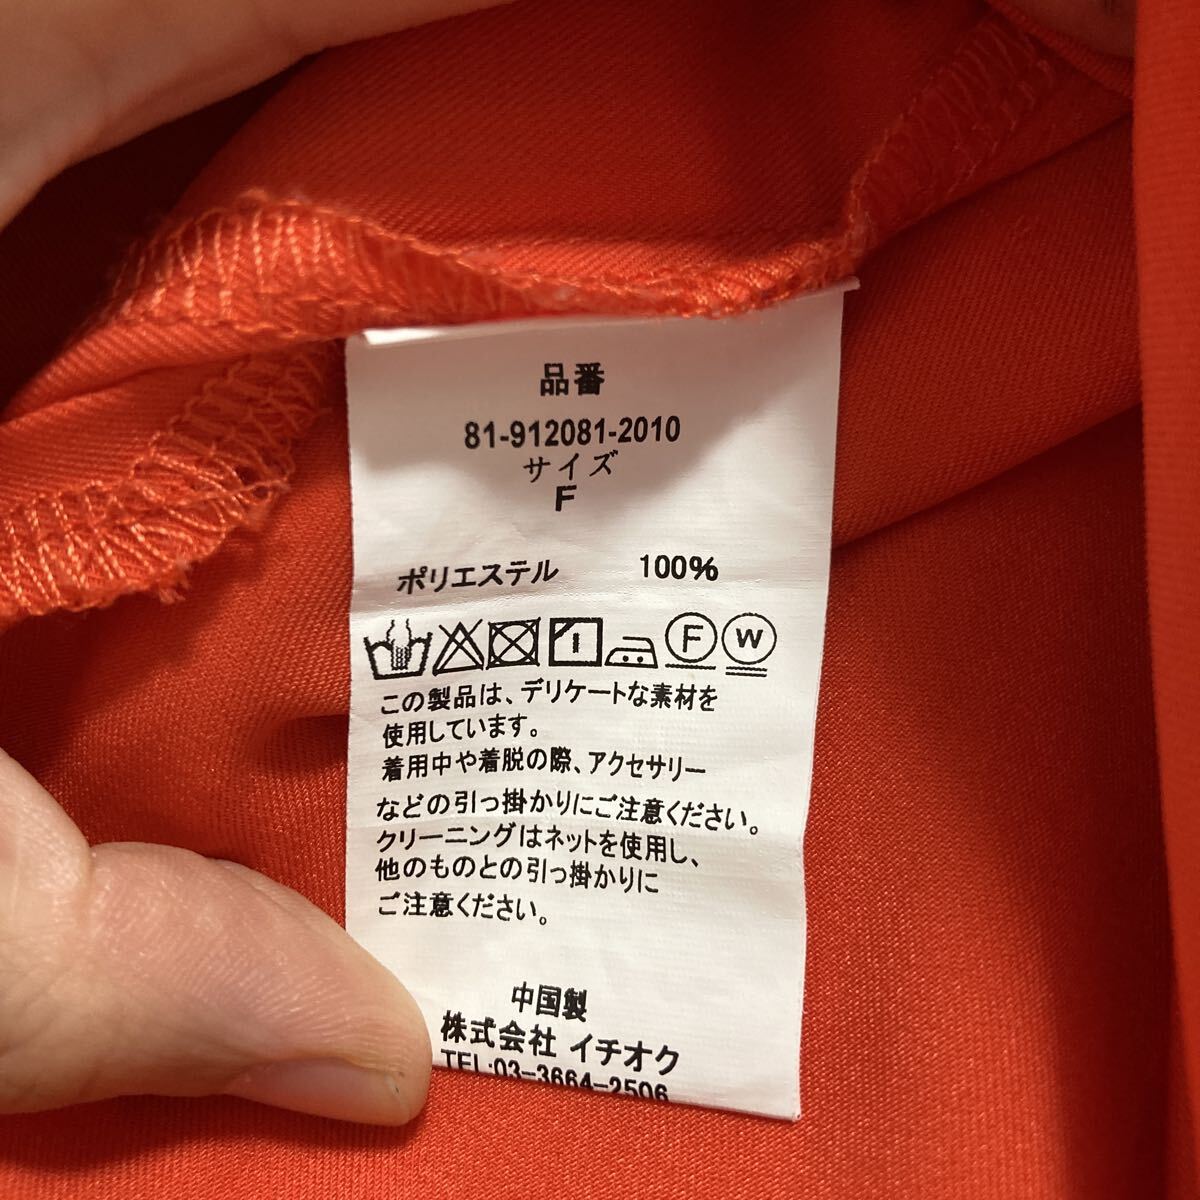 品番
81-912081-2010
サイズ
F
ポリエステル 100%
F W
この製品は、デリケートな素材を
使用しています。
着用中や着脱の際、アクセサリー
などの引っ掛かりにご注意ください。
クリーニングはネットを使用し、
他のものとの引っ掛かりに
ご注意ください。
中国製
株式会社 イチオク
TEL:03-3664-2506